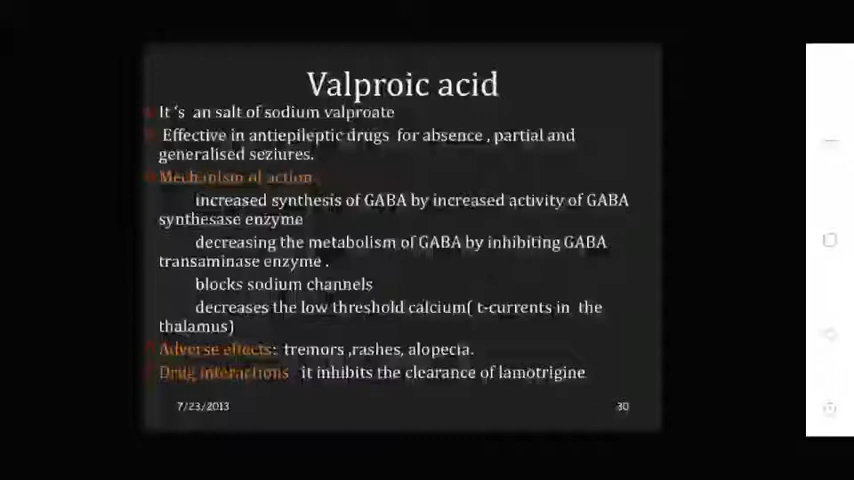 Valproic acid
It 's an salt of sodium valproate
Effective in antiepileptic drugs for absence , partial and
generalised seziures.
Mechanism of action
increased synthesis of GABA by increased activity of GABA
synthesase enzyme
decreasing the metabolism of GABA by inhibiting GABA
transaminase enzyme .
blocks sodium channels
decreases the low threshold calcium( t-currents in the
thalamus)
Adverse effects: tremors ,rashes, alopecia.
Drug interactions it inhibits the clearance of lamotrigine
7/23/2013
30